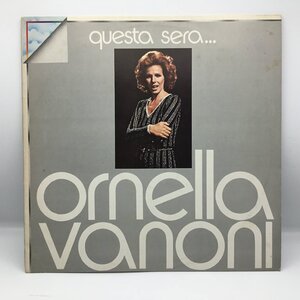 questa sera...
ornella
vanoni